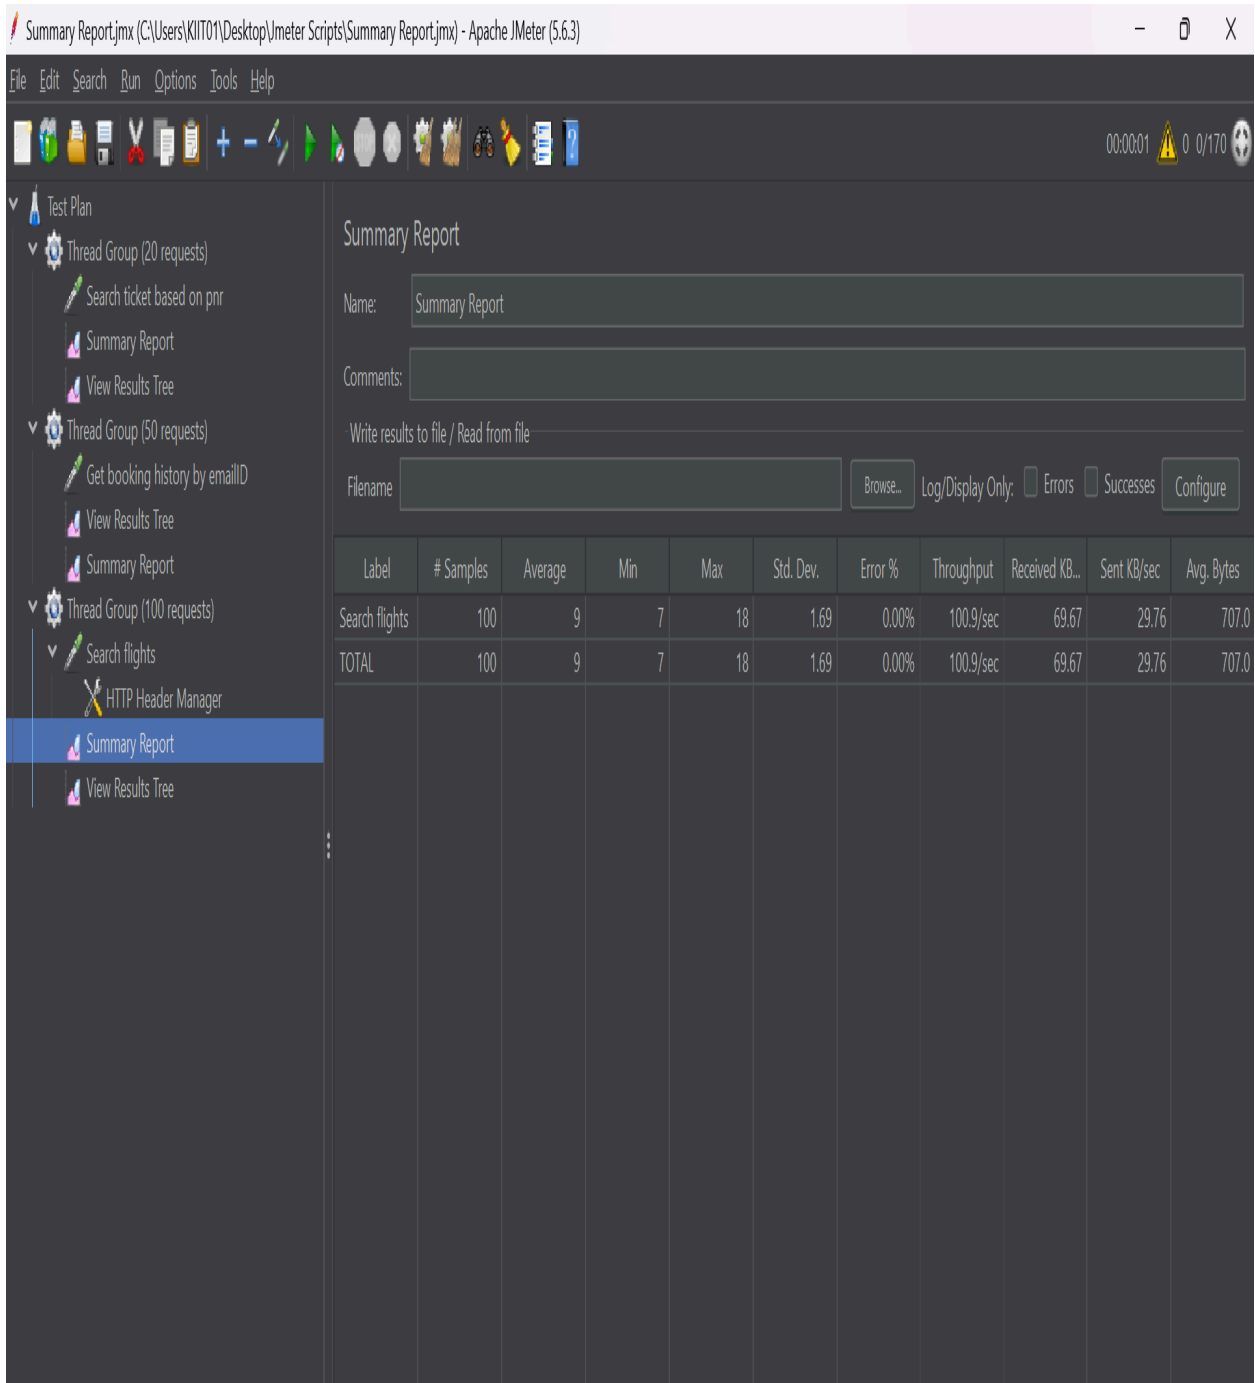 Summary Report.jmx (C:\Users\KIIT01\Desktop\Jmeter Scripts\Summary Report.jmx) - Apache JMeter (5.6.3)
File Edit Search Run Options Tools Help
00:00:01 0 0/170
Test Plan
Thread Group (20 requests)
Search ticket based on pnr
Summary Report
View Results Tree
Thread Group (50 requests)
Get booking history by emailID
View Results Tree
Summary Report
Thread Group (100 requests)
Search flights
HTTP Header Manager
Summary Report
View Results Tree
Summary Report
Name: Summary Report
Comments:
Write results to file / Read from file
Filename Browse... Log/Display Only: Errors Successes Configure
Label # Samples Average Min Max Std. Dev. Error % Throughput Received KB... Sent KB/sec Avg. Bytes
Search flights 100 9 7 18 1.69 0.00% 100.9/sec 69.67 29.76 707.0
TOTAL 100 9 7 18 1.69 0.00% 100.9/sec 69.67 29.76 707.0